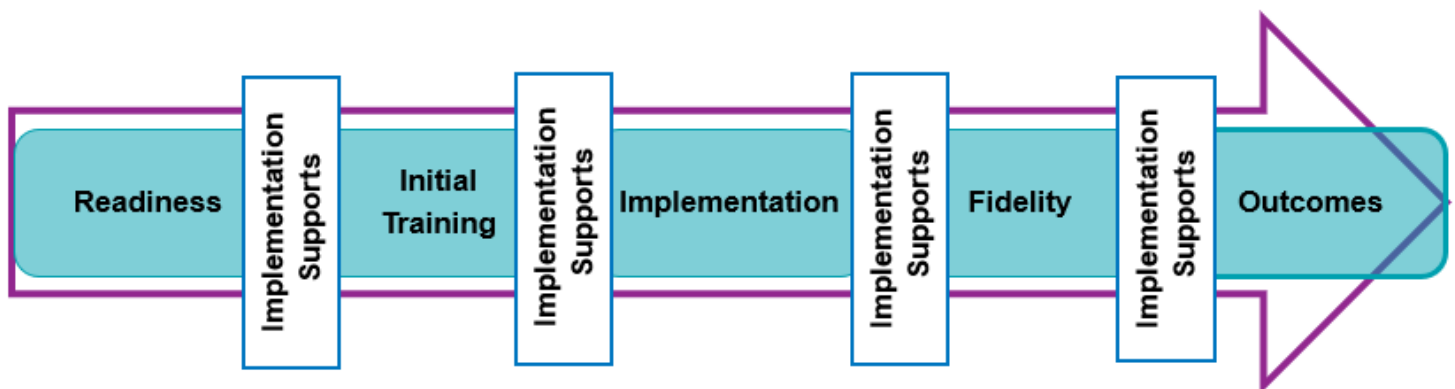 Readiness
Implementation
Supports
Initial
Training
Implementation
Supports
Implementation
Implementation
Supports
Fidelity
Implementation
Supports
Outcomes